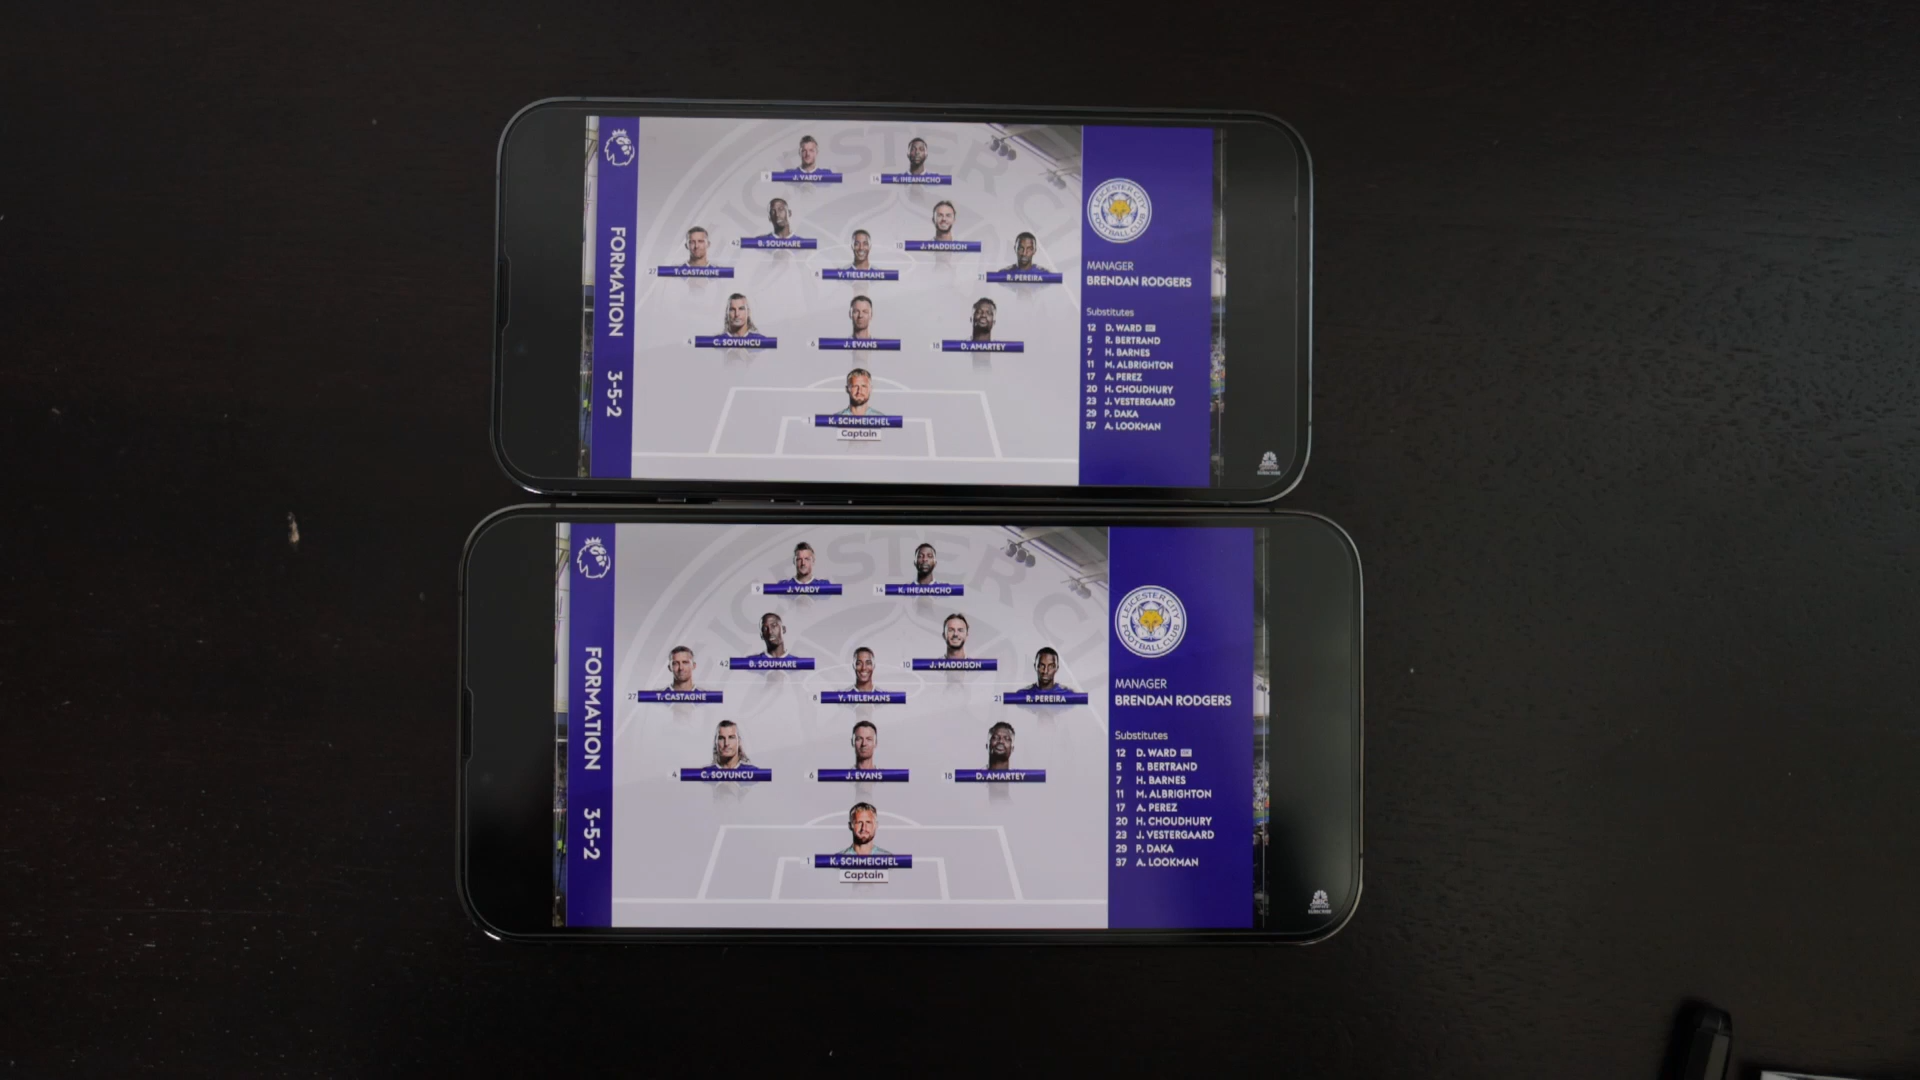 FORMATION 3-5-2
9 J. VARDY
14 K. IHEANACHO
42 B. SOUMARE
10 J. MADDISON
27 T. CASTAGNE
8 Y. TIELEMANS
21 R. PEREIRA
4 C. SOYUNCU
6 J. EVANS
18 D. AMARTEY
1 K. SCHMEICHEL
Captain
LEICESTER CITY
FOOTBALL CLUB
MANAGER
BRENDAN RODGERS
Substitutes
12 D. WARD
5 R. BERTRAND
7 H. BARNES
11 M. ALBRIGHTON
17 A. PEREZ
20 H. CHOUDHURY
23 J. VESTERGAARD
29 P. DAKA
37 A. LOOKMAN
NBC
SUBSCRIBE
FORMATION 3-5-2
9 J. VARDY
14 K. IHEANACHO
42 B. SOUMARE
10 J. MADDISON
27 T. CASTAGNE
8 Y. TIELEMANS
21 R. PEREIRA
4 C. SOYUNCU
6 J. EVANS
18 D. AMARTEY
1 K. SCHMEICHEL
Captain
LEICESTER CITY
FOOTBALL CLUB
MANAGER
BRENDAN RODGERS
Substitutes
12 D. WARD
5 R. BERTRAND
7 H. BARNES
11 M. ALBRIGHTON
17 A. PEREZ
20 H. CHOUDHURY
23 J. VESTERGAARD
29 P. DAKA
37 A. LOOKMAN
NBC
SUBSCRIBE